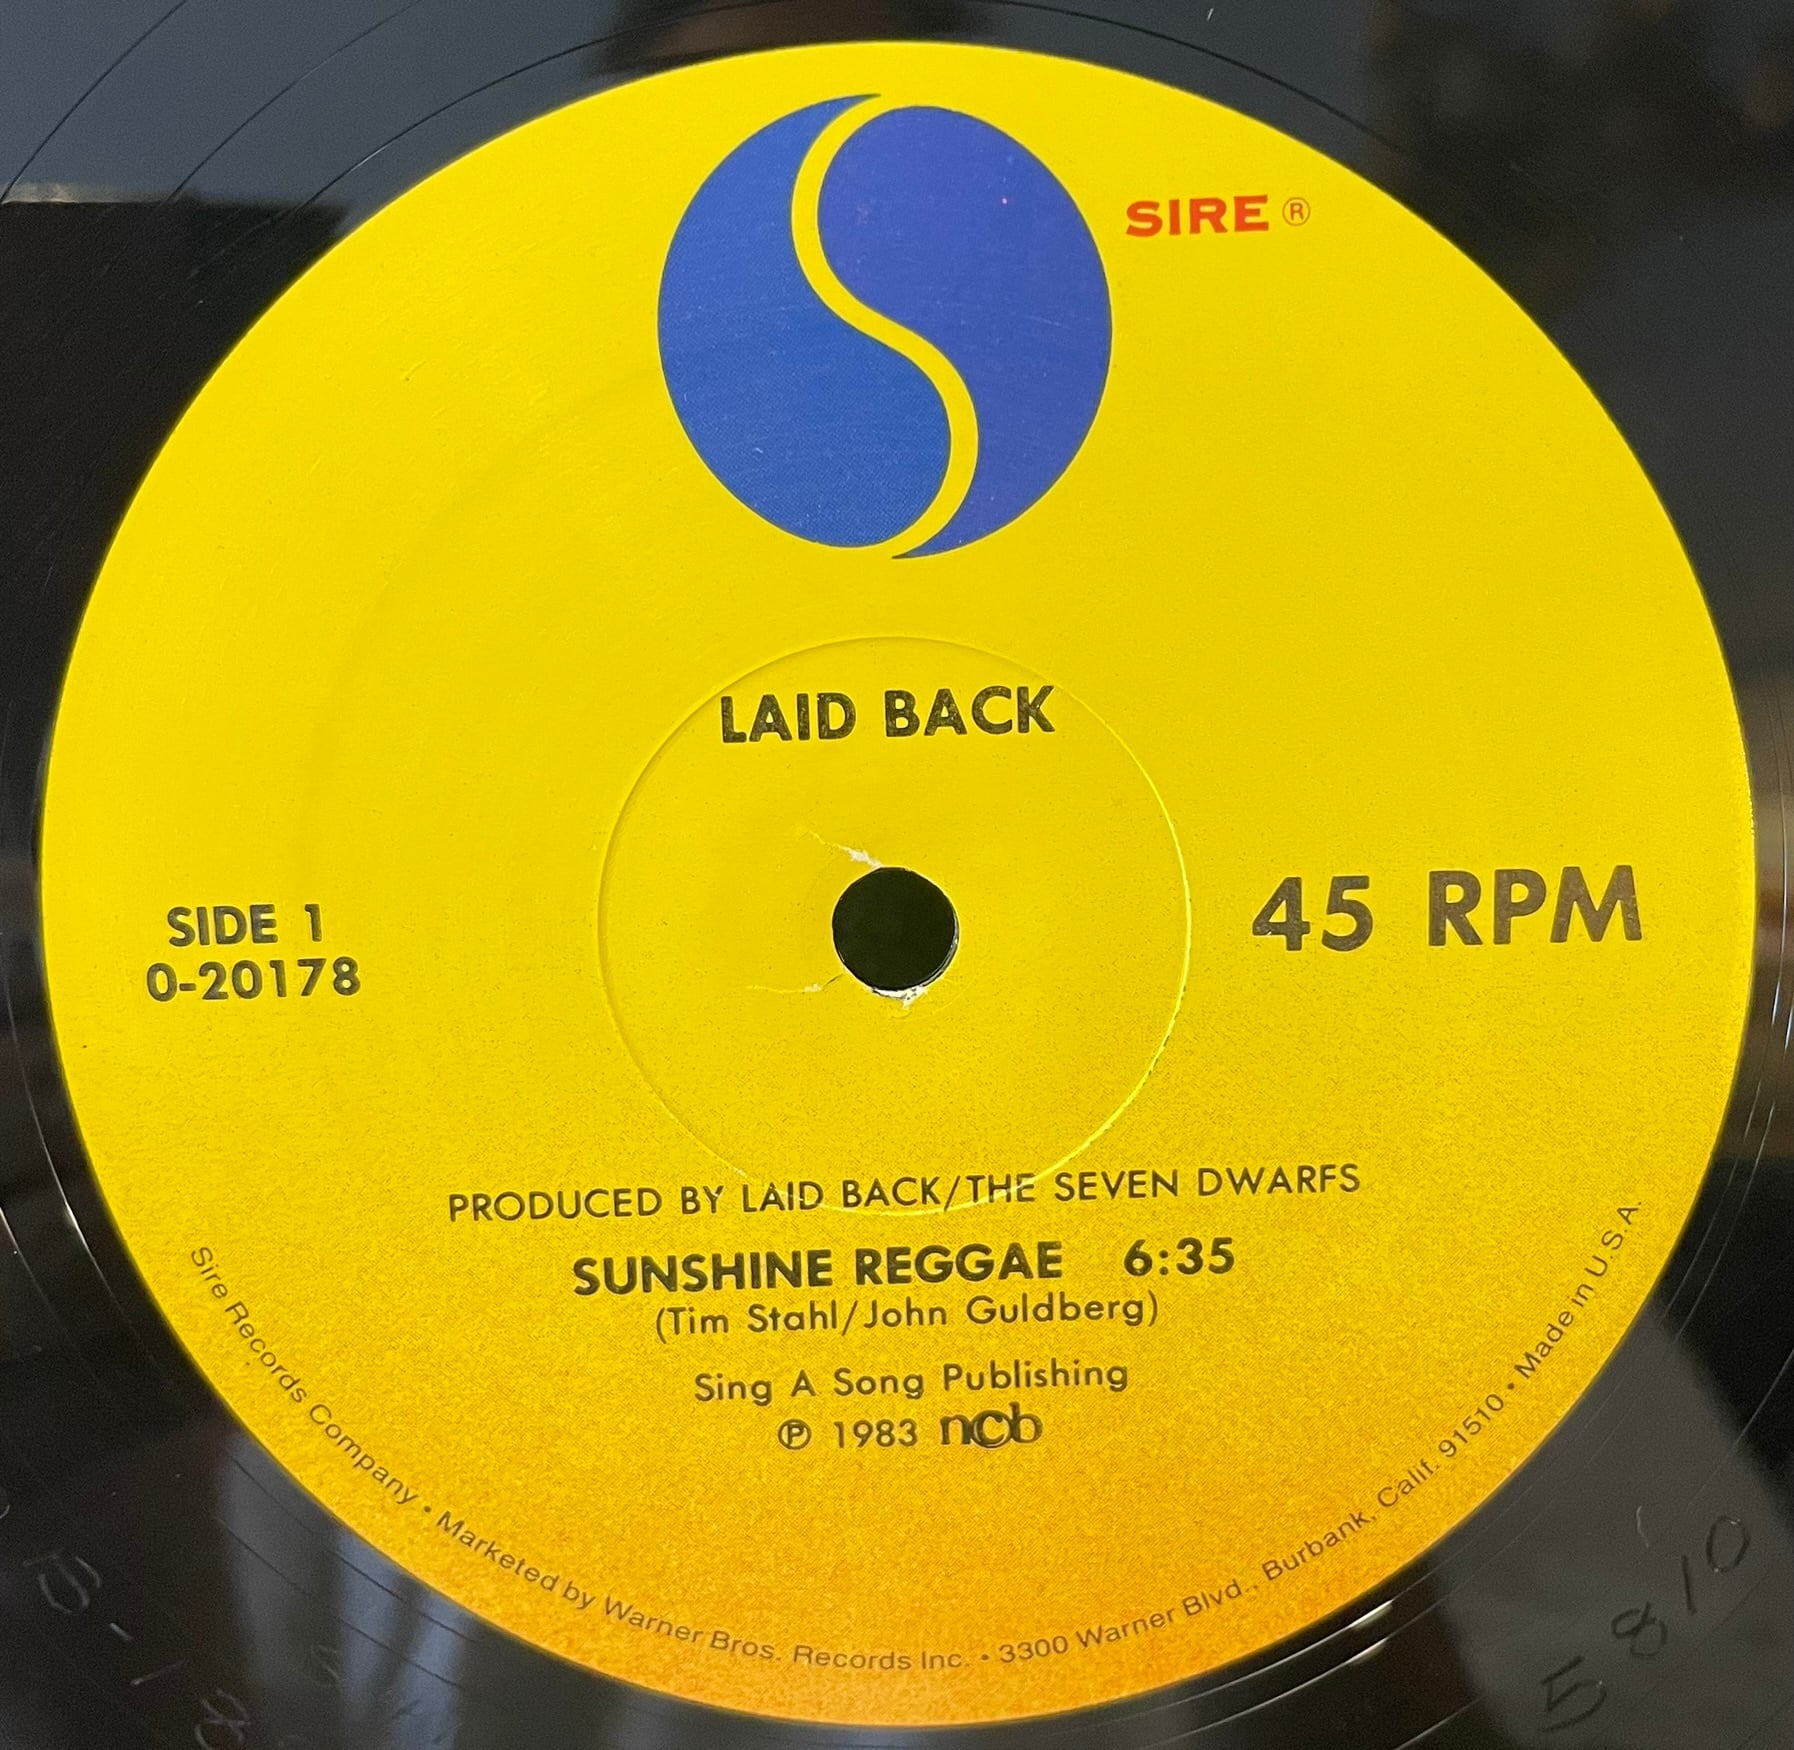 SIRE ®
LAID BACK
SIDE 1
0-20178
45 RPM
PRODUCED BY LAID BACK/THE SEVEN DWARFS
SUNSHINE REGGAE 6:35
(Tim Stahl/John Guldberg)
Sing A Song Publishing
℗ 1983 ncb
Sire Records Company • Marketed by Warner Bros. Records Inc. • 3300 Warner Blvd., Burbank, Calif. 91510 • Made in U.S.A.
5810